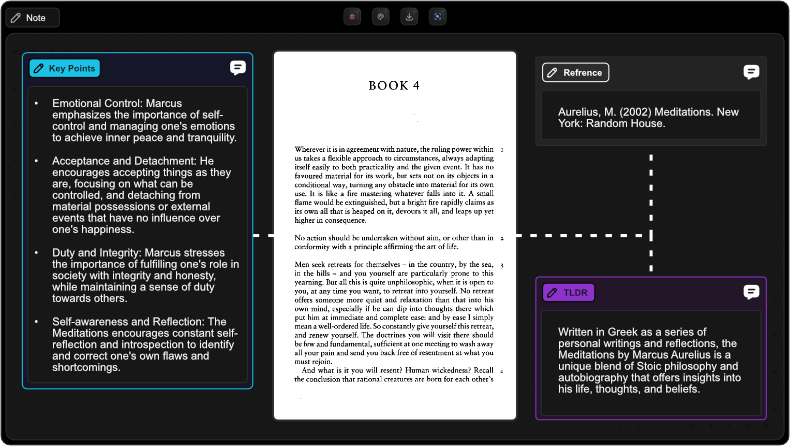 Note
Key Points
• Emotional Control: Marcus
emphasizes the importance of self-
control and managing one's emotions
to achieve inner peace and tranquility.
• Acceptance and Detachment: He
encourages accepting things as they
are, focusing on what can be
controlled, and detaching from
material possessions or external
events that have no influence over
one's happiness.
• Duty and Integrity: Marcus stresses
the importance of fulfilling one's role in
society with integrity and honesty,
while maintaining a sense of duty
towards others.
• Self-awareness and Reflection: The
Meditations encourages constant self-
reflection and introspection to identify
and correct one's own flaws and
shortcomings.
BOOK 4
Wherever it is in agreement with nature, the ruling power within 1
us takes a flexible approach to circumstances, always adapting
itself easily to both practicality and the given event. It has no
favoured material for its work, but sets out on its objects in a
conditional way, turning any obstacle into material for its own
use. It is like a fire mastering whatever falls into it. A small
flame would be extinguished, but a bright fire rapidly claims as
its own all that is heaped on it, devours it all, and leaps up yet
higher in consequence.
No action should be undertaken without aim, or other than in 2
conformity with a principle affirming the art of life.
Men seek retreats for themselves – in the country, by the sea, 3
in the hills – and you yourself are particularly prone to this
yearning. But all this is quite unphilosophic, when it is open to
you, at any time you want, to retreat into yourself. No retreat
offers someone more quiet and relaxation than that into his
own mind, especially if he can dip into thoughts there which
put him at immediate and complete ease: and by ease I simply
mean a well-ordered life. So constantly give yourself this retreat,
and renew yourself. The doctrines you will visit there should
be few and fundamental, sufficient at one meeting to wash away
all your pain and send you back free of resentment at what you
must rejoin.
And what is it you will resent? Human wickedness? Recall
the conclusion that rational creatures are born for each other's
Refrence
Aurelius, M. (2002) Meditations. New
York: Random House.
TLDR
Written in Greek as a series of
personal writings and reflections, the
Meditations by Marcus Aurelius is a
unique blend of Stoic philosophy and
autobiography that offers insights into
his life, thoughts, and beliefs.